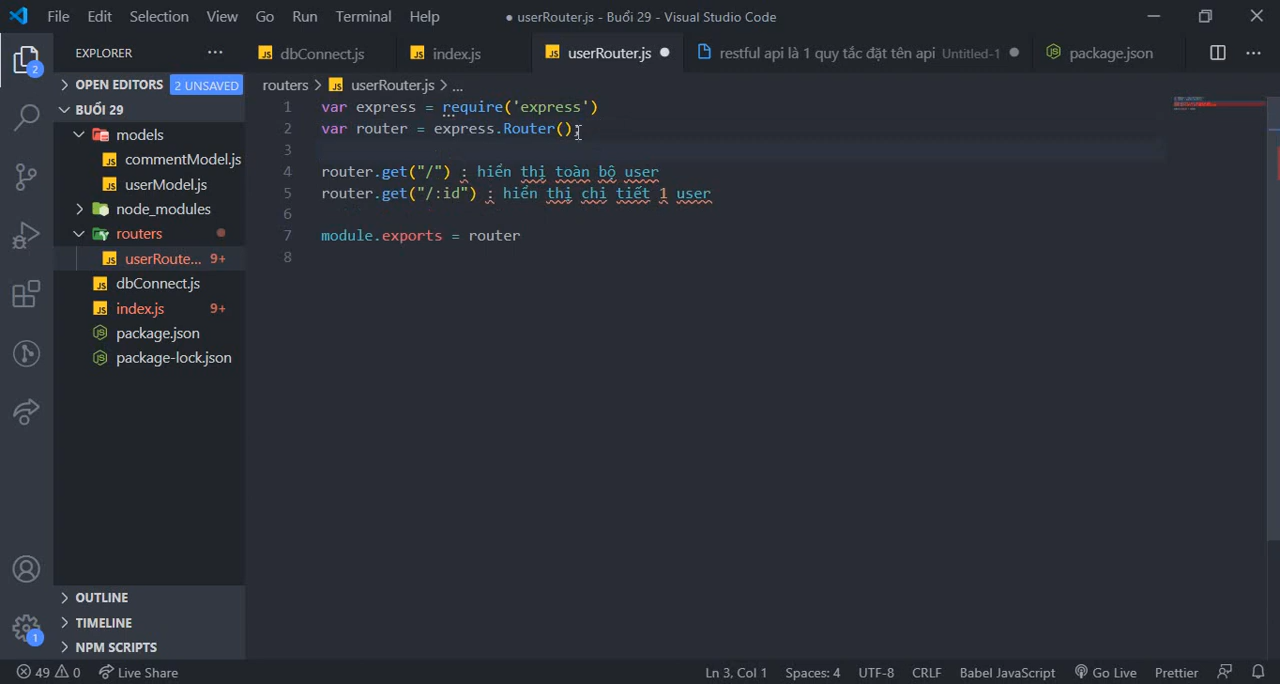 File Edit Selection View Go Run Terminal Help
● userRouter.js - Buổi 29 - Visual Studio Code
EXPLORER
dbConnect.js
index.js
userRouter.js
restful api là 1 quy tắc đặt tên api Untitled-1
package.json
2
OPEN EDITORS 2 UNSAVED
BUỔI 29
models
commentModel.js
userModel.js
node_modules
routers
userRoute... 9+
dbConnect.js
index.js 9+
package.json
package-lock.json
OUTLINE
TIMELINE
NPM SCRIPTS
1
routers > userRouter.js > ...
1 var express = require('express')
2 var router = express.Router();
3
4 router.get("/") : hiển thị toàn bộ user
5 router.get("/:id") : hiển thị chi tiết 1 user
6
7 module.exports = router
8
49 0 Live Share
Ln 3, Col 1 Spaces: 4 UTF-8 CRLF Babel JavaScript Go Live Prettier